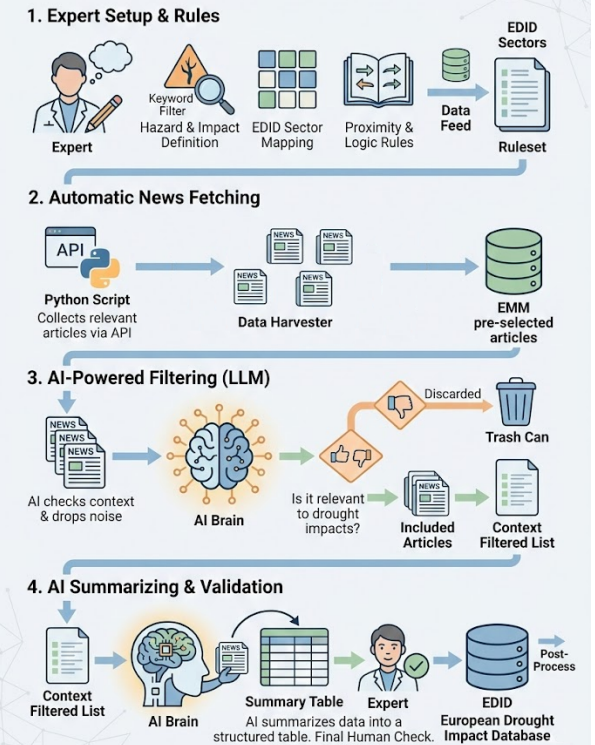 1. Expert Setup & Rules
EDID
Sectors
Keyword
Filter
Data
Feed
Expert
Hazard & Impact
Definition
EDID Sector
Mapping
Proximity &
Logic Rules
Ruleset
2. Automatic News Fetching
API
NEWS
NEWS
NEWS
NEWS
Python Script
Collects relevant
articles via API
Data Harvester
EMM
pre-selected
articles
3. AI-Powered Filtering (LLM)
Discarded
Trash Can
NEWS
NEWS
NEWS
AI checks context
& drops noise
AI Brain
Is it relevant
to drought
impacts?
NEWS
Included
Articles
Context
Filtered List
4. AI Summarizing & Validation
NEWS
Post-
Process
Context
Filtered List
AI Brain
Summary Table
Expert
AI summarizes data into a
structured table. Final Human Check.
EDID
European Drought
Impact Database